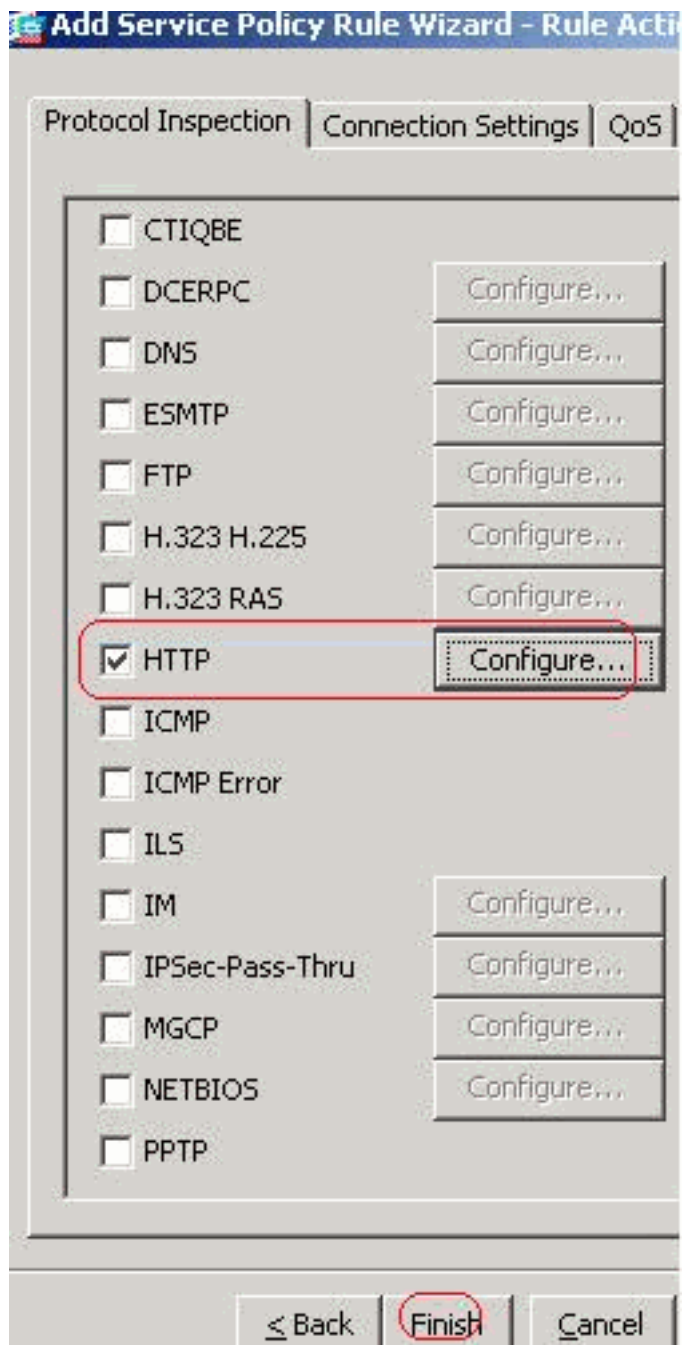 Add Service Policy Rule Wizard - Rule Acti
Protocol Inspection Connection Settings QoS
CTIQBE
DCERPC Configure...
DNS Configure...
ESMTP Configure...
FTP Configure...
H.323 H.225 Configure...
H.323 RAS Configure...
HTTP Configure...
ICMP
ICMP Error
ILS
IM Configure...
IPSec-Pass-Thru Configure...
MGCP Configure...
NETBIOS Configure...
PPTP
< Back Finish Cancel